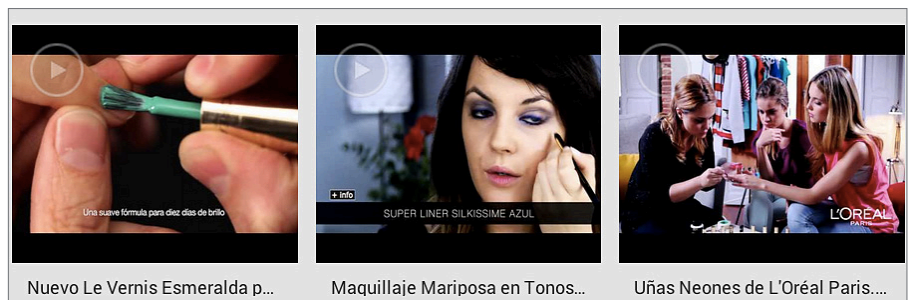 Una suave fórmula para diez días de brillo
+ info
SUPER LINER SILKISSIME AZUL
L'ORÉAL
PARIS
Nuevo Le Vernis Esmeralda p...
Maquillaje Mariposa en Tonos...
Uñas Neones de L'Oréal Paris....